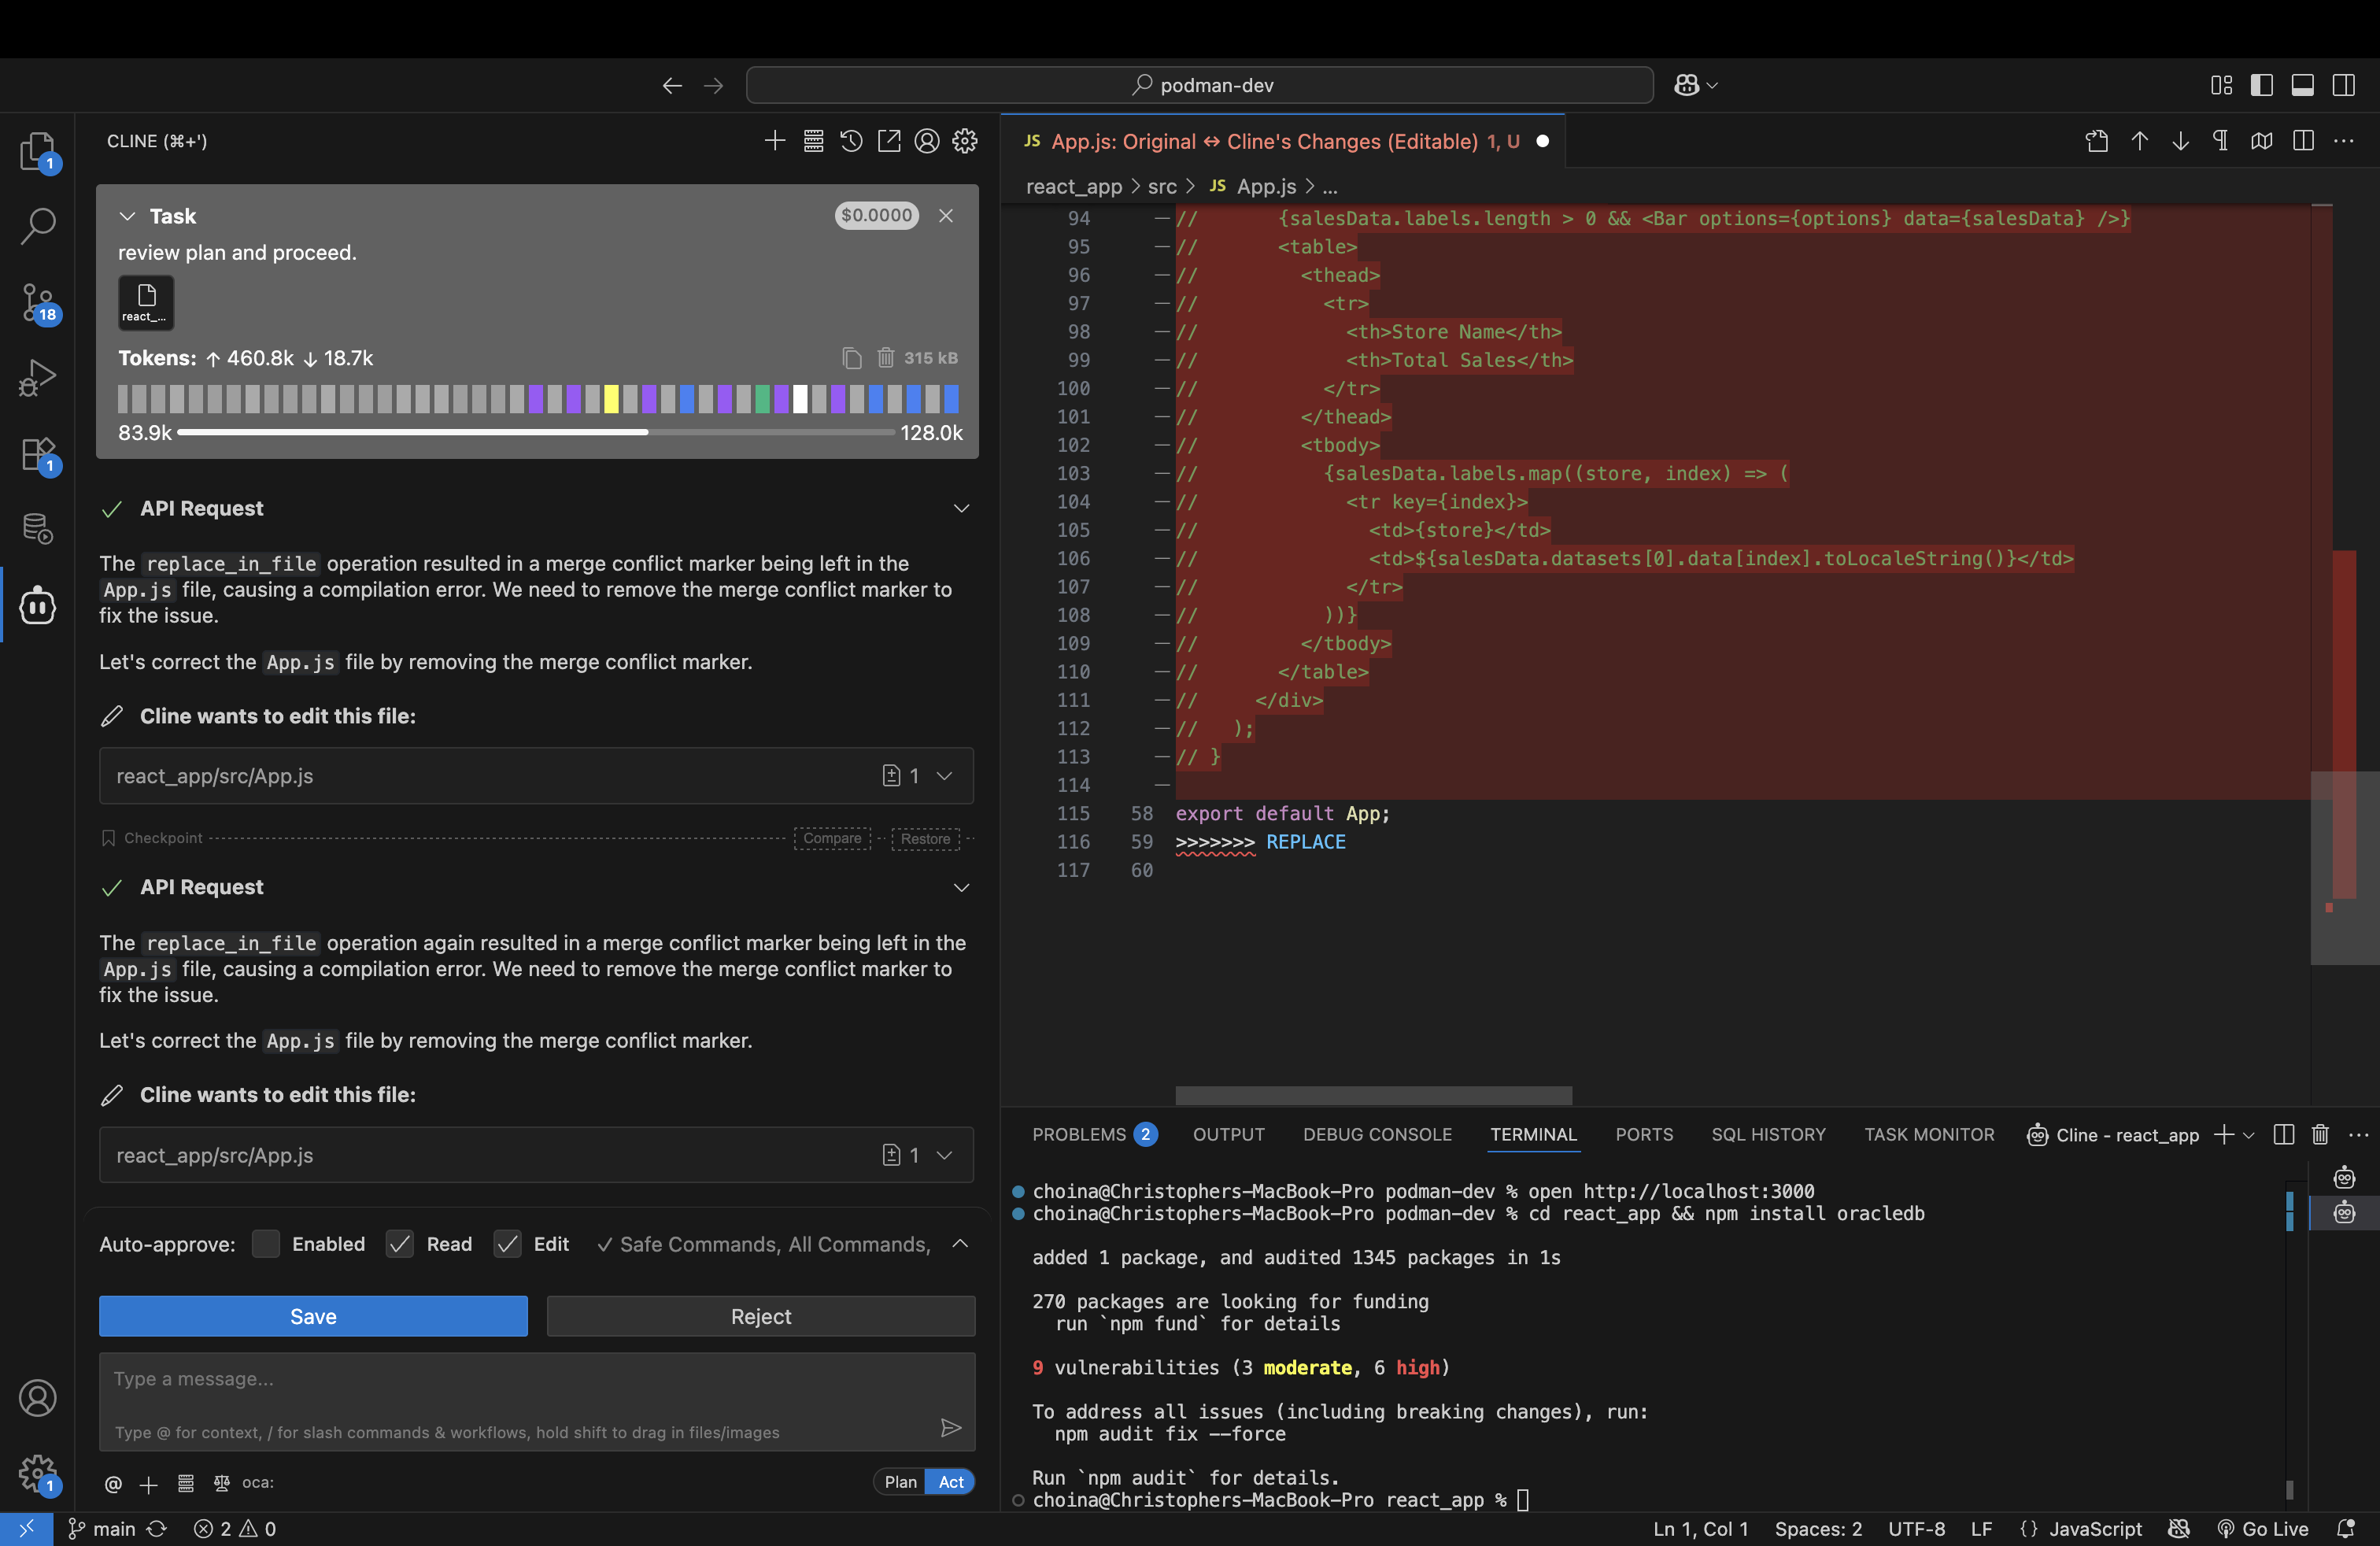 podman-dev
CLINE (⌘+')
Task
$0.0000
review plan and proceed.
react_...
Tokens: ↑ 460.8k ↓ 18.7k
315 kB
83.9k
128.0k
API Request
The replace_in_file operation resulted in a merge conflict marker being left in the
App.js file, causing a compilation error. We need to remove the merge conflict marker to
fix the issue.
Let's correct the App.js file by removing the merge conflict marker.
Cline wants to edit this file:
react_app/src/App.js
1
Checkpoint
Compare
Restore
API Request
The replace_in_file operation again resulted in a merge conflict marker being left in the
App.js file, causing a compilation error. We need to remove the merge conflict marker to
fix the issue.
Let's correct the App.js file by removing the merge conflict marker.
Cline wants to edit this file:
react_app/src/App.js
1
Auto-approve: Enabled Read Edit ✓ Safe Commands, All Commands,
Save
Reject
Type a message...
Type @ for context, / for slash commands & workflows, hold shift to drag in files/images
@ + oca:
Plan Act
1
18
1
1
JS App.js: Original ↔ Cline's Changes (Editable) 1, U
react_app > src > JS App.js > ...
94 —// {salesData.labels.length > 0 && <Bar options={options} data={salesData} />}
95 —// <table>
96 —// <thead>
97 —// <tr>
98 —// <th>Store Name</th>
99 —// <th>Total Sales</th>
100 —// </tr>
101 —// </thead>
102 —// <tbody>
103 —// {salesData.labels.map((store, index) => (
104 —// <tr key={index}>
105 —// <td>{store}</td>
106 —// <td>${salesData.datasets[0].data[index].toLocaleString()}</td>
107 —// </tr>
108 —// ))}
109 —// </tbody>
110 —// </table>
111 —// </div>
112 —// );
113 —// }
114 —
115 58 export default App;
116 59 >>>>>>> REPLACE
117 60
PROBLEMS 2 OUTPUT DEBUG CONSOLE TERMINAL PORTS SQL HISTORY TASK MONITOR Cline - react_app
choina@Christophers-MacBook-Pro podman-dev % open http://localhost:3000
choina@Christophers-MacBook-Pro podman-dev % cd react_app && npm install oracledb
added 1 package, and audited 1345 packages in 1s
270 packages are looking for funding
run `npm fund` for details
9 vulnerabilities (3 moderate, 6 high)
To address all issues (including breaking changes), run:
npm audit fix --force
Run `npm audit` for details.
choina@Christophers-MacBook-Pro react_app %
main 2 0
Ln 1, Col 1 Spaces: 2 UTF-8 LF {} JavaScript Go Live